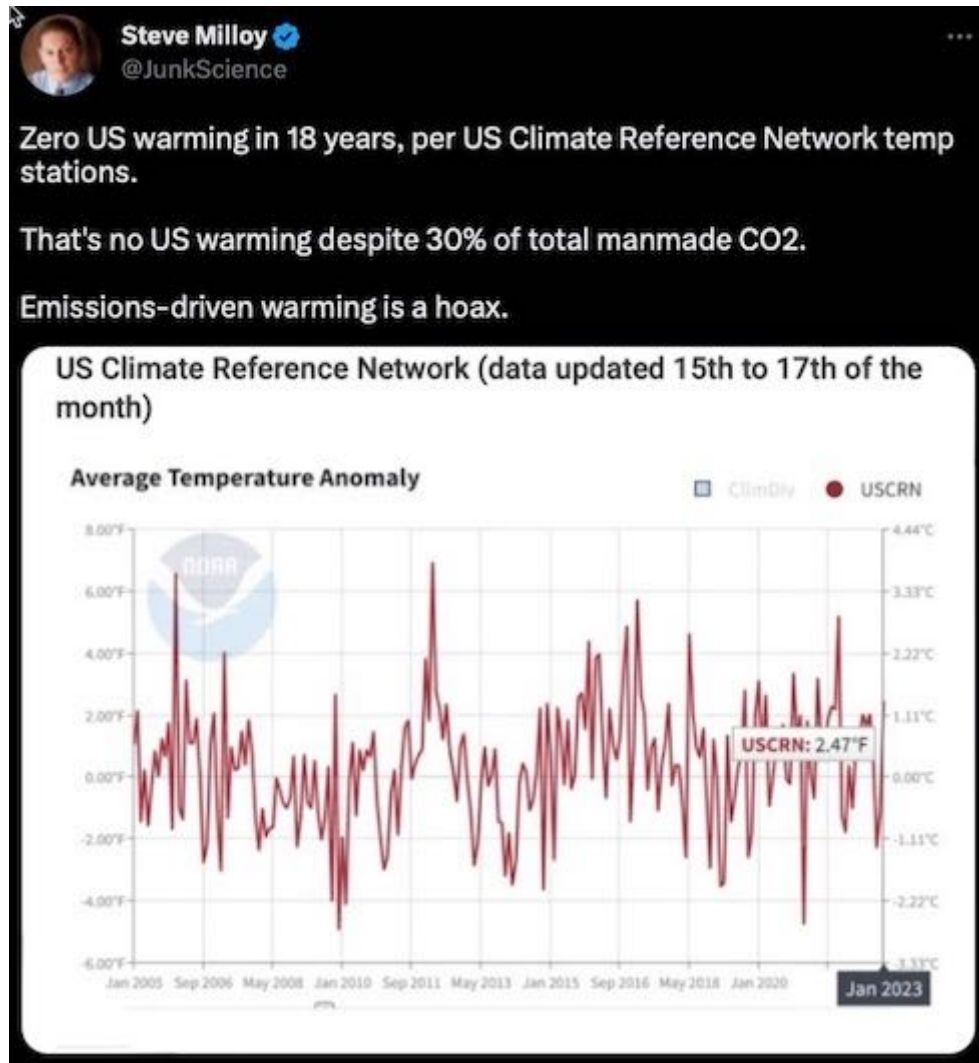 Steve Milloy
@JunkScience
Zero US warming in 18 years, per US Climate Reference Network temp
stations.
That's no US warming despite 30% of total manmade CO2.
Emissions-driven warming is a hoax.
US Climate Reference Network (data updated 15th to 17th of the
month)
Average Temperature Anomaly
ClimDiv USCRN
8.00°F 4.44°C
NOAA
6.00°F 3.33°C
4.00°F 2.22°C
2.00°F 1.11°C
USCRN: 2.47°F
0.00°F 0.00°C
-2.00°F -1.11°C
-4.00°F -2.22°C
-6.00°F -3.33°C
Jan 2005 Sep 2006 May 2008 Jan 2010 Sep 2011 May 2013 Jan 2015 Sep 2016 May 2018 Jan 2020 Jan 2023